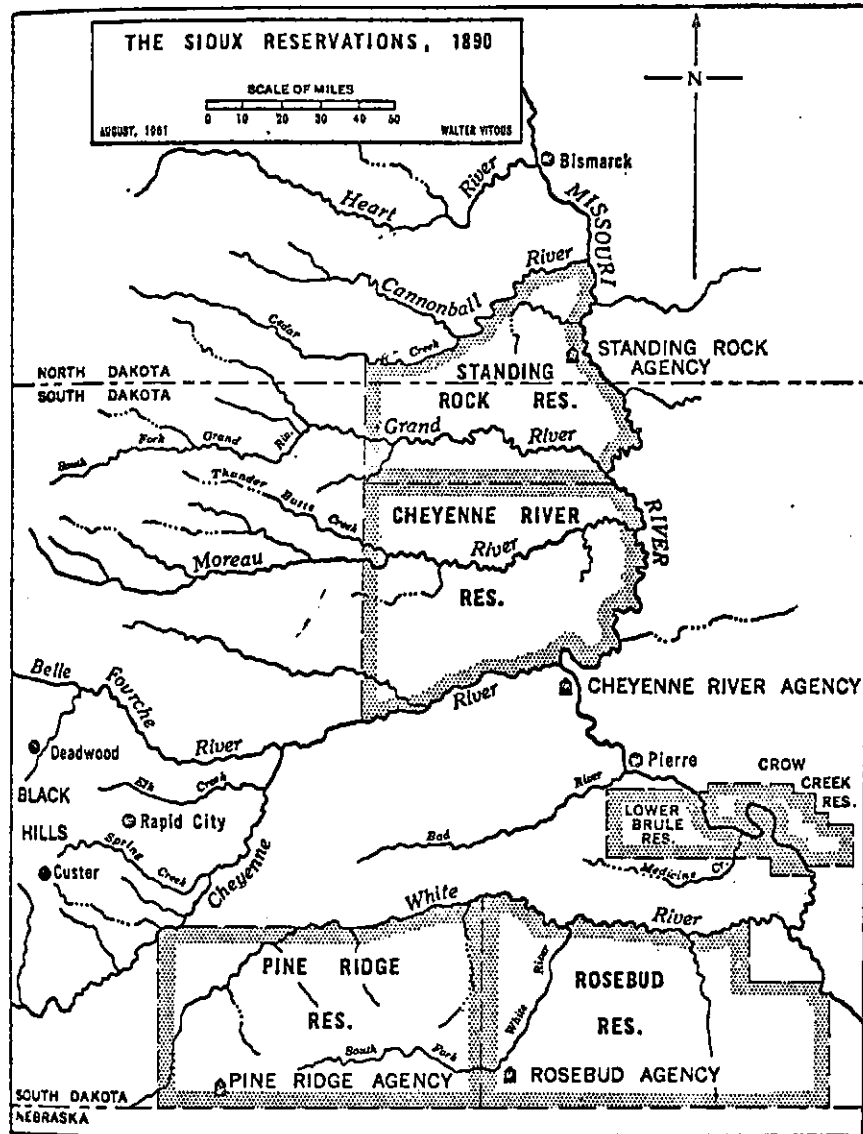 THE SIOUX RESERVATIONS, 1890
SCALE OF MILES
0 10 20 30 40 50
AUGUST, 1961 WALTER VITOUS
N
Bismarck
Heart River
MISSOURI
Cannonball River
Cedar Creek
STANDING ROCK
AGENCY
NORTH DAKOTA
SOUTH DAKOTA
STANDING
ROCK RES.
Grand River
South Fork Grand Riv.
Thunder Butte Creek
CHEYENNE RIVER
RES.
RIVER
Moreau River
Belle Fourche River
River
CHEYENNE RIVER AGENCY
Deadwood
Elk Creek
Pierre
CROW
CREEK
RES.
BLACK
HILLS
Rapid City
Bad River
LOWER
BRULE
RES.
Medicine Cr.
Spring Creek
Custer
Cheyenne
White River
PINE RIDGE
RES.
ROSEBUD
RES.
White River
South Fork
PINE RIDGE AGENCY
ROSEBUD AGENCY
SOUTH DAKOTA
NEBRASKA